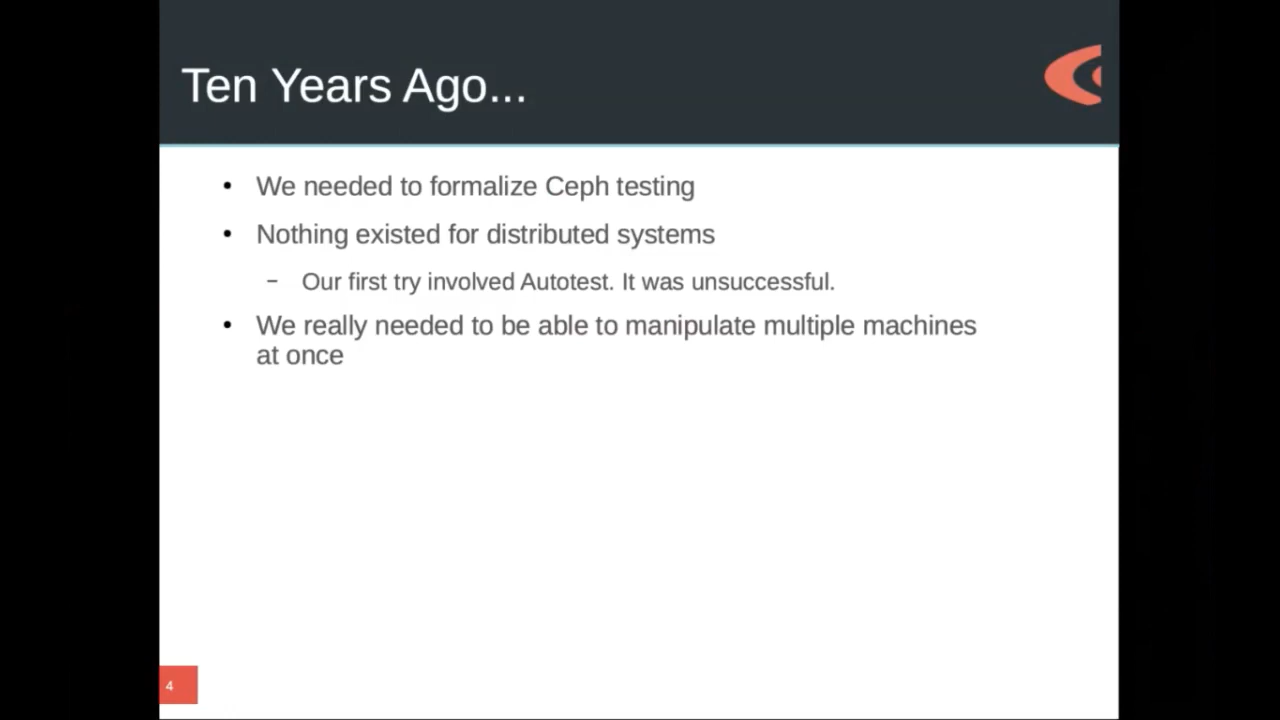 Ten Years Ago...
• We needed to formalize Ceph testing
• Nothing existed for distributed systems
– Our first try involved Autotest. It was unsuccessful.
• We really needed to be able to manipulate multiple machines
at once
4